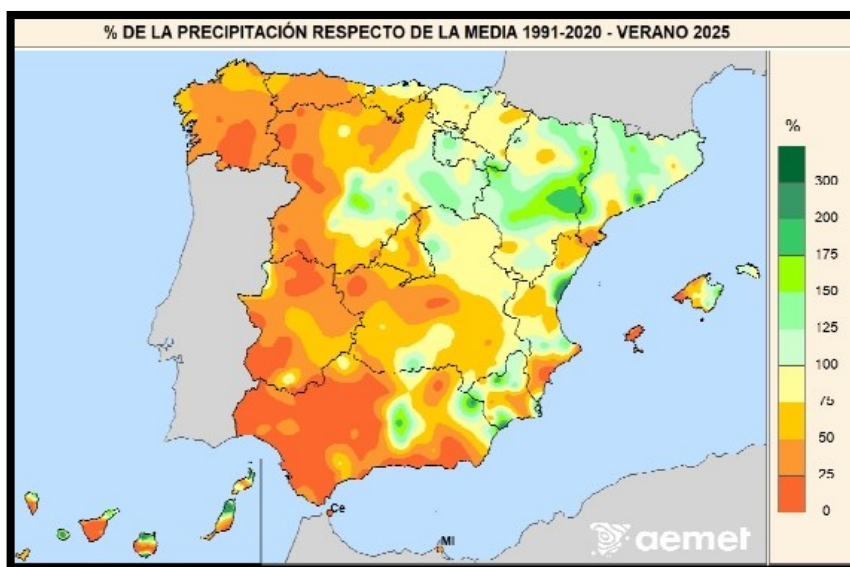 % DE LA PRECIPITACIÓN RESPECTO DE LA MEDIA 1991-2020 - VERANO 2025
%
300
200
175
150
125
100
75
50
25
0
Ce
Ml
aemet